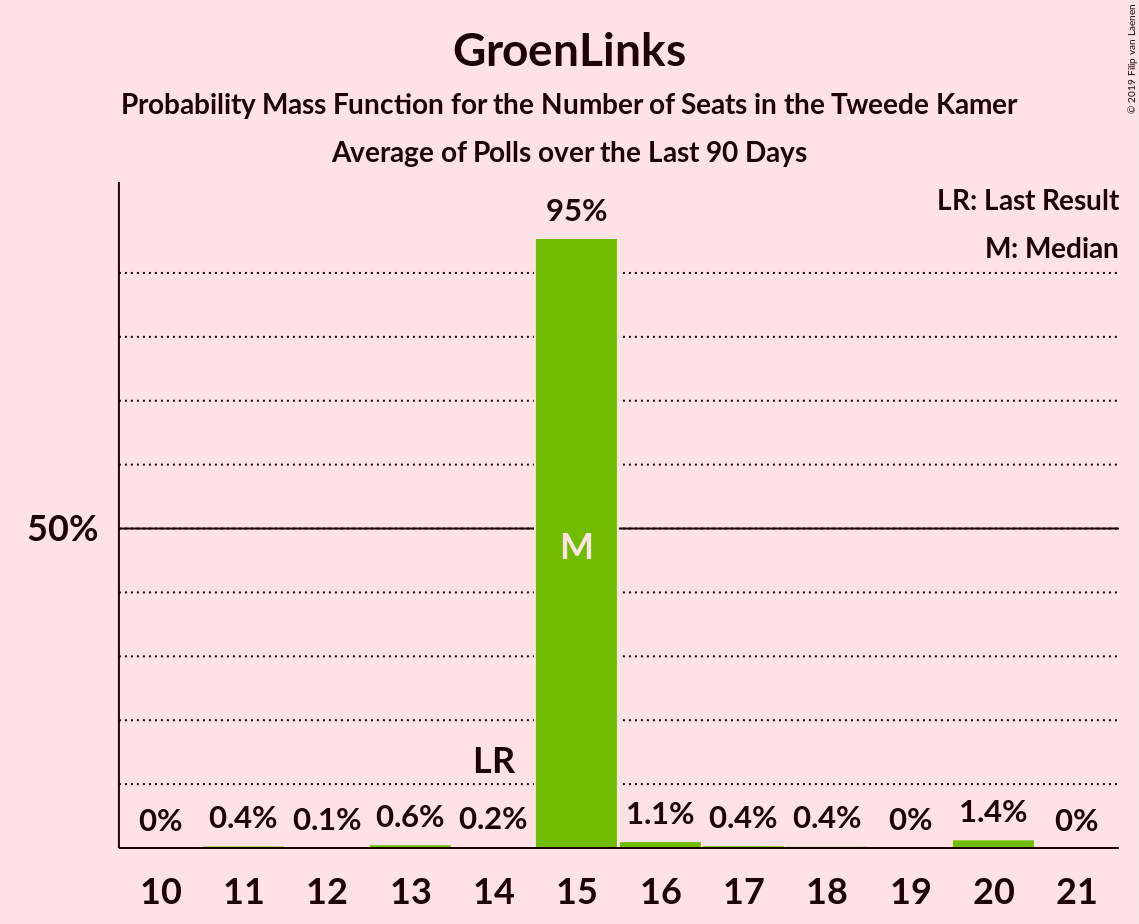 GroenLinks
Probability Mass Function for the Number of Seats in the Tweede Kamer
Average of Polls over the Last 90 Days
© 2019 Filip van Laenen
LR: Last Result
M: Median
95%
50%
M
LR
0% 0.4% 0.1% 0.6% 0.2% 1.1% 0.4% 0.4% 0% 1.4% 0%
10 11 12 13 14 15 16 17 18 19 20 21